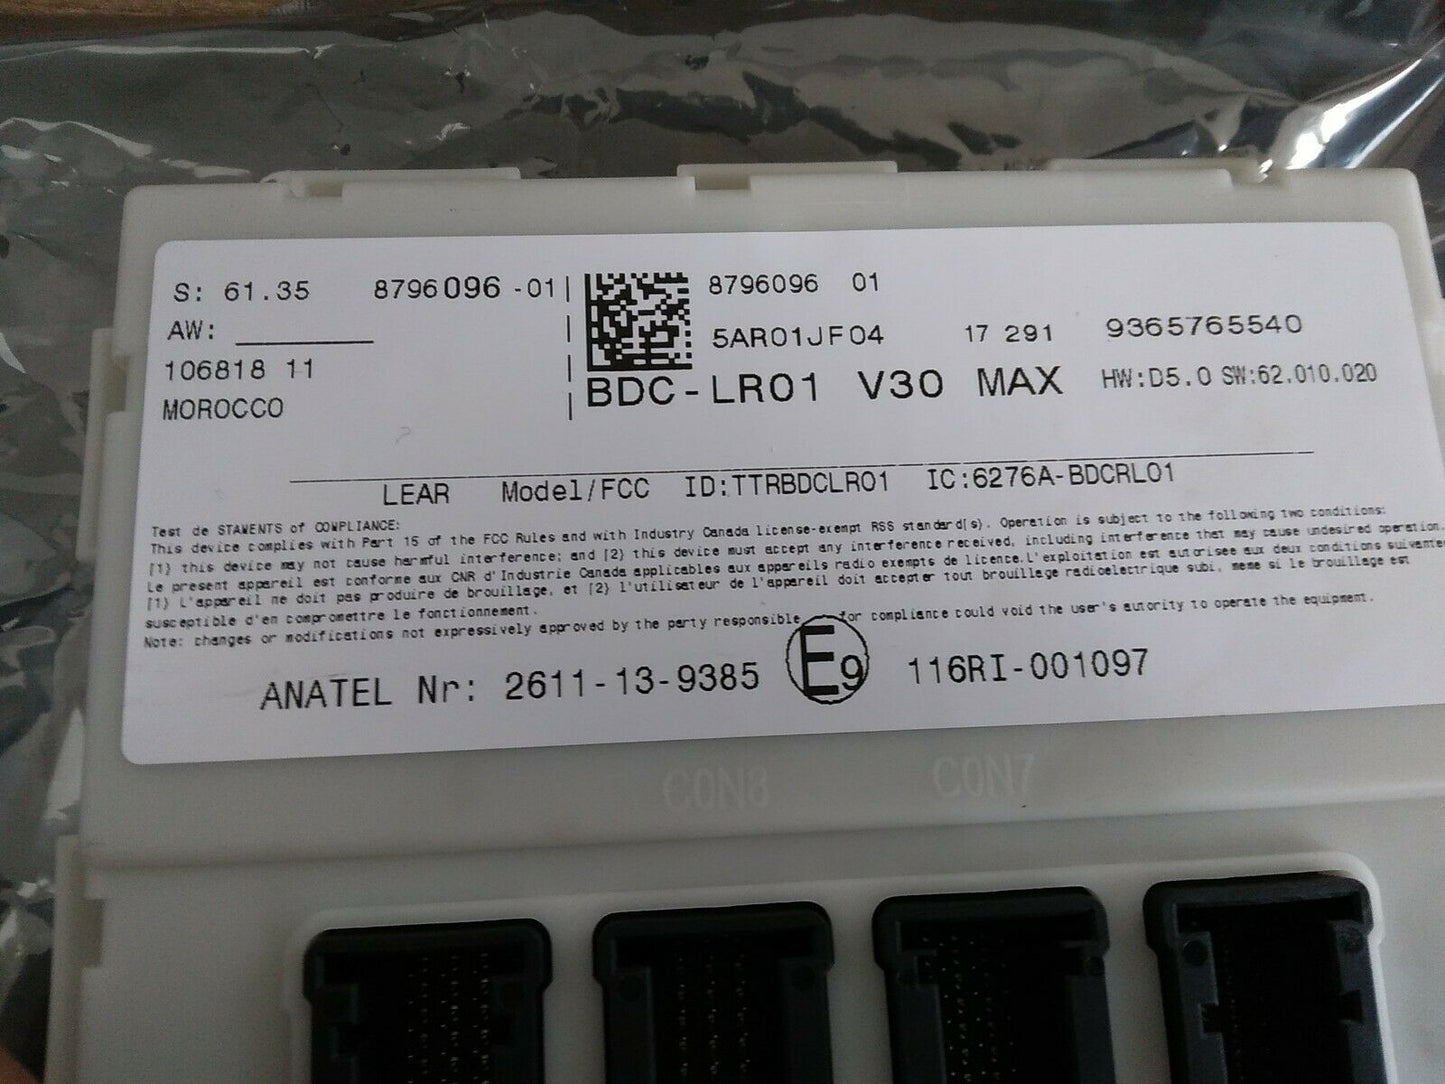 S: 61.35 8796096 -01
AW:
106818 11
MOROCCO
8796096 01
5AR01JF04 17 291 9365765540
BDC-LR01 V30 MAX HW:D5.0 SW:62.010.020
LEAR Model/FCC ID:TTRBDCLR01 IC:6276A-BDCRL01
Test de STAMENTS of COMPLIANCE:
This device complies with Part 15 of the FCC Rules and with Industry Canada license-exempt RSS standard(s). Operation is subject to the following two conditions:
(1) this device may not cause harmful interference; and (2) this device must accept any interference received, including interference that may cause undesired operation.
Le present appareil est conforme aux CNR d'Industrie Canada applicables aux appareils radio exempts de licence.L'exploitation est autorisee aux deux conditions suivantes
(1) L'appareil ne doit pas produire de brouillage, et (2) l'utilisateur de l'appareil doit accepter tout brouillage radioelectrique subi, meme si le brouillage est
susceptible d'en compromettre le fonctionnement.
Note: changes or modifications not expressively approved by the party responsible for compliance could void the user's autority to operate the equipment.
ANATEL Nr: 2611-13-9385 E9 116RI-001097
CON8 CON7